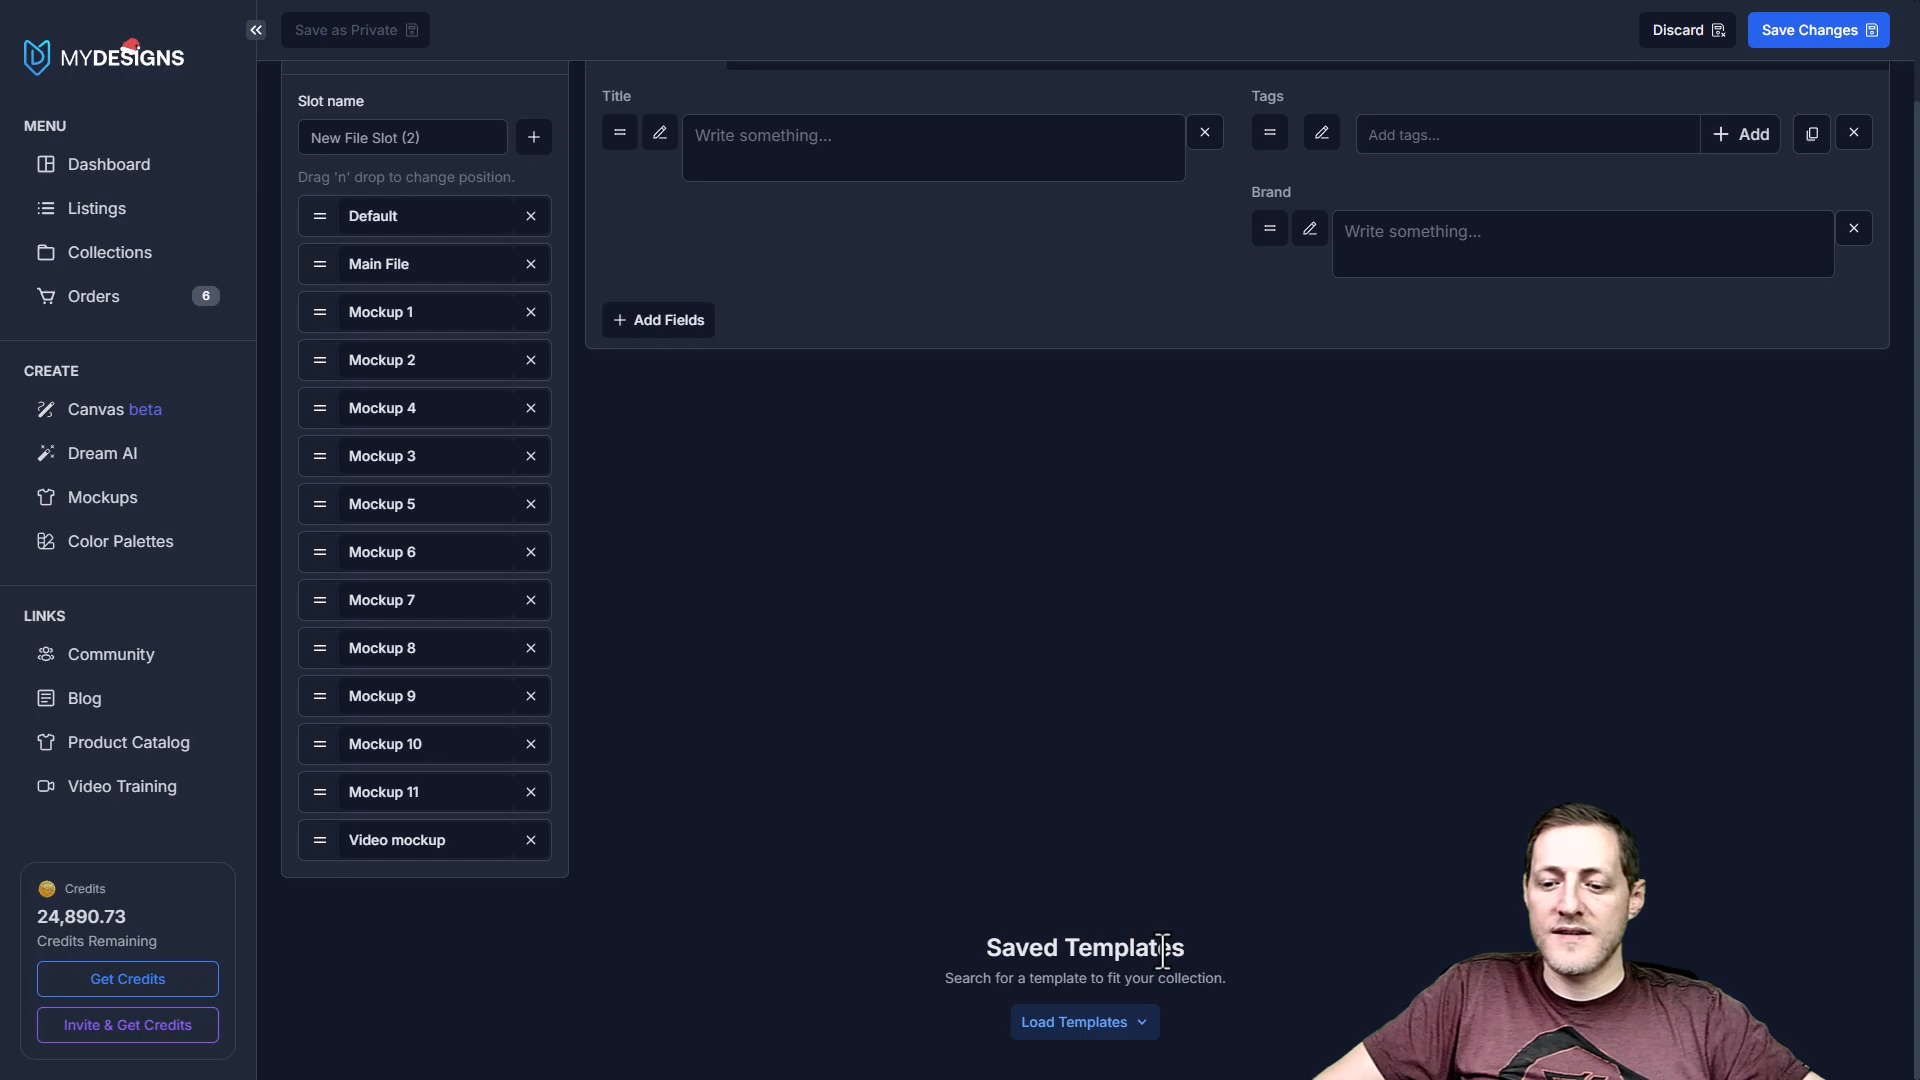 MYDESIGNS
MENU
Dashboard
Listings
Collections
Orders 6
CREATE
Canvas beta
Dream AI
Mockups
Color Palettes
LINKS
Community
Blog
Product Catalog
Video Training
Credits
24,890.73
Credits Remaining
Get Credits
Invite & Get Credits
Save as Private
Discard
Save Changes
Slot name
New File Slot (2)
Drag 'n' drop to change position.
Default
Main File
Mockup 1
Mockup 2
Mockup 4
Mockup 3
Mockup 5
Mockup 6
Mockup 7
Mockup 8
Mockup 9
Mockup 10
Mockup 11
Video mockup
Title
Write something...
Tags
Add tags...
Add
Brand
Write something...
Add Fields
Saved Templates
Search for a template to fit your collection.
Load Templates